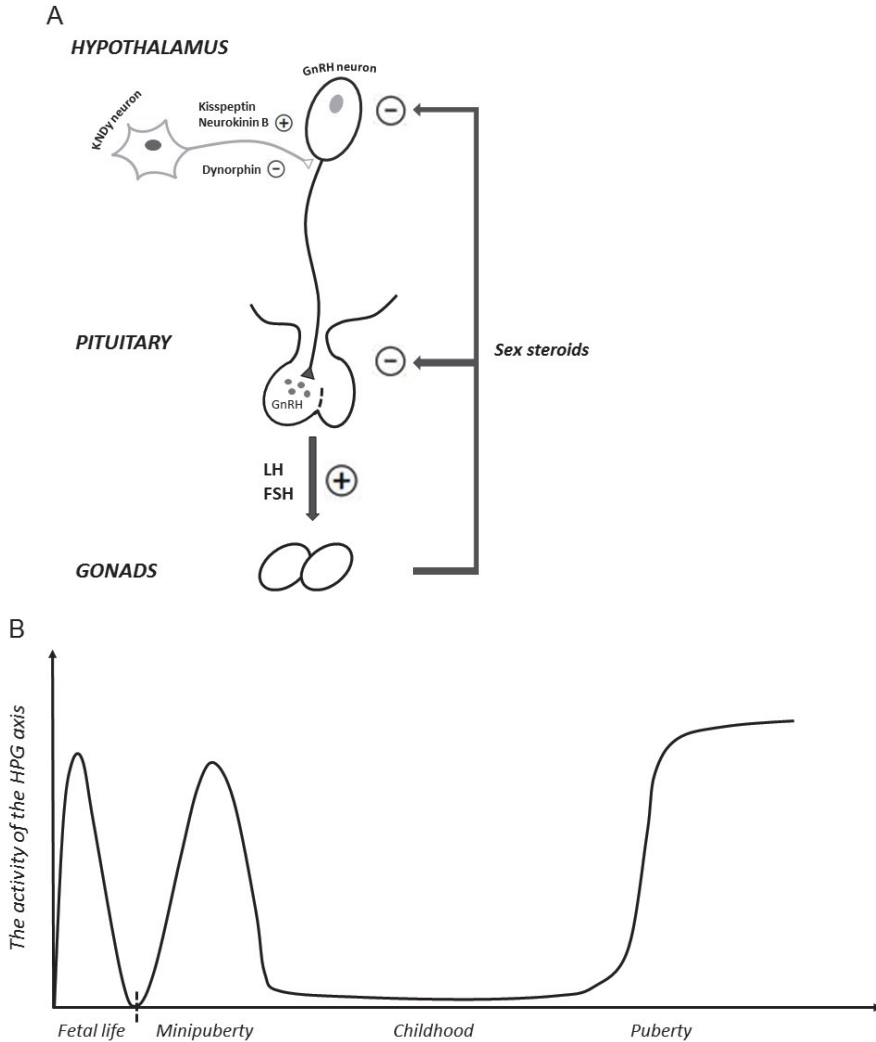 A
HYPOTHALAMUS
GnRH neuron
KNDy neuron
Kisspeptin
Neurokinin B +
Dynorphin −
−
PITUITARY
−
Sex steroids
GnRH
LH
FSH
+
GONADS
B
The activity of the HPG axis
Fetal life Minipuberty Childhood Puberty